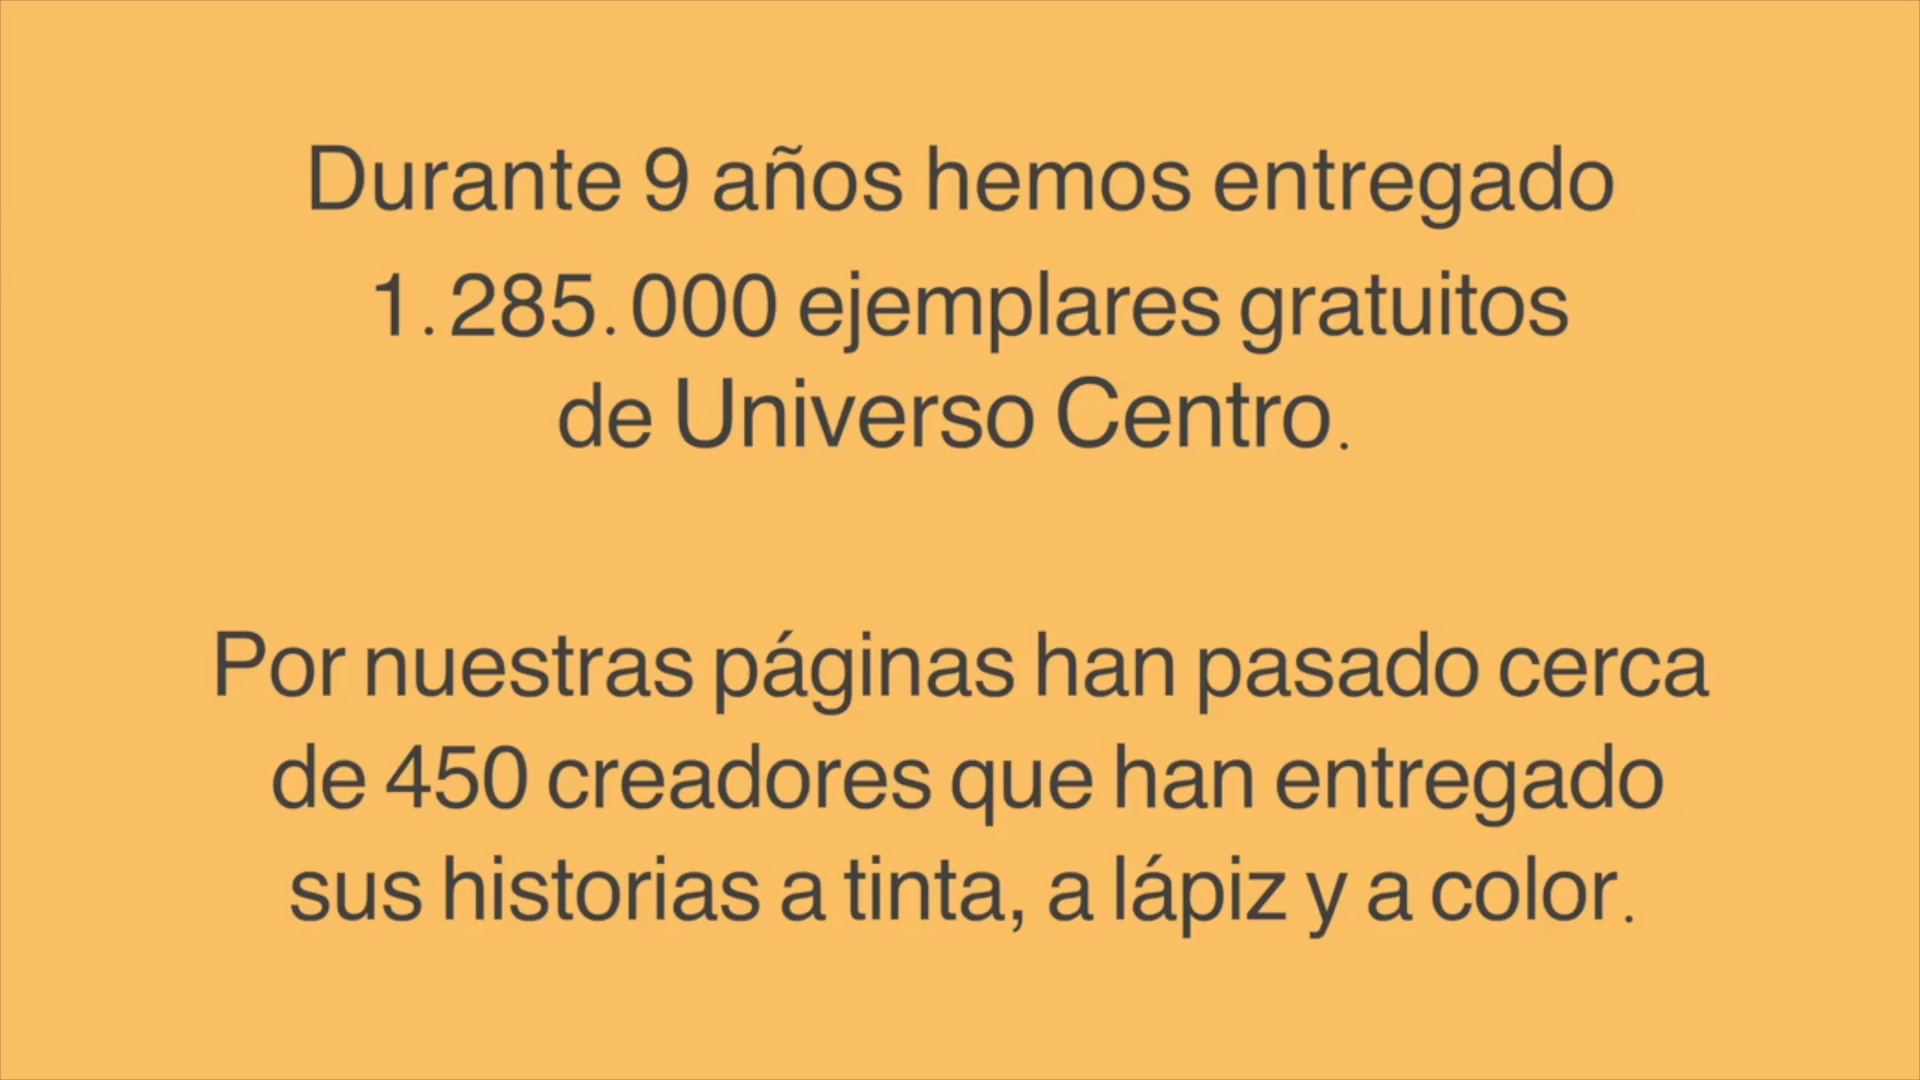 Durante 9 años hemos entregado
1.285.000 ejemplares gratuitos
de Universo Centro.
Por nuestras páginas han pasado cerca
de 450 creadores que han entregado
sus historias a tinta, a lápiz y a color.